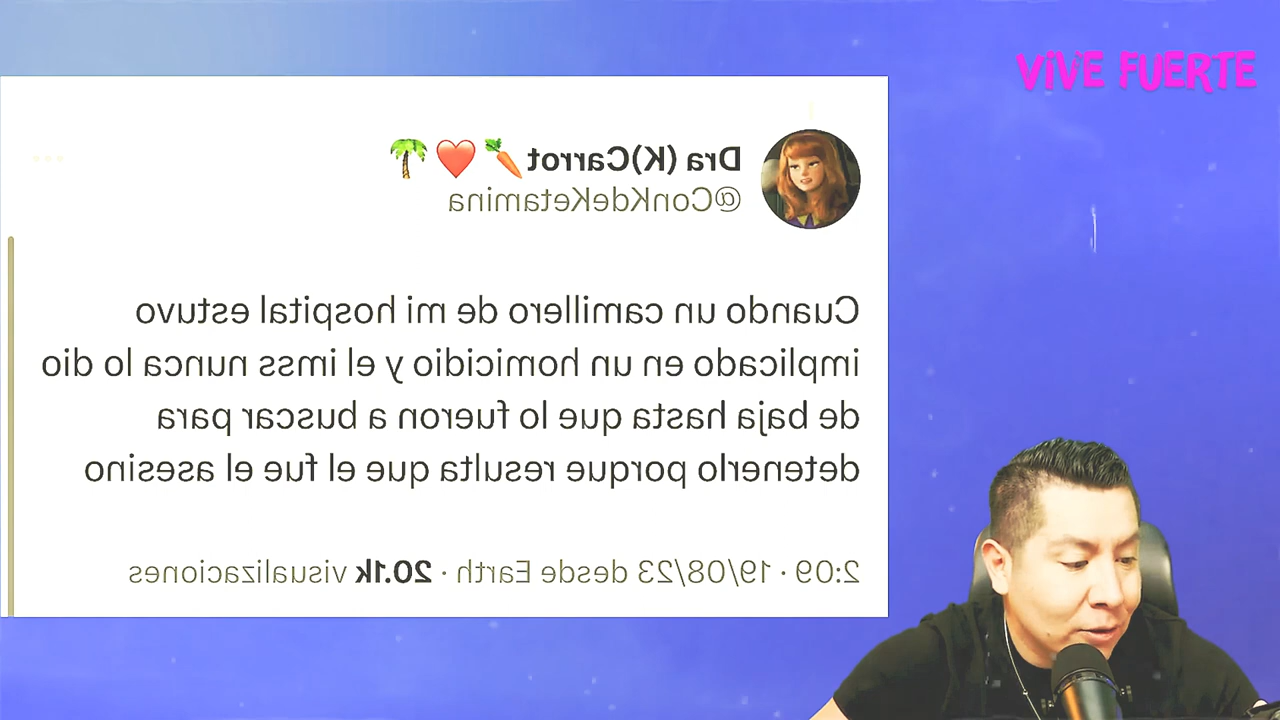 VIVE FUERTE
Dra (K)Carrot🥕❤️🌴
@ConKdeKetamina
Cuando un camillero de mi hospital estuvo
implicado en un homicidio y el imss nunca lo dio
de baja hasta que lo fueron a buscar para
detenerlo porque resulta que el fue el asesino
2:09 · 19/08/23 desde Earth · 20.1k visualizaciones